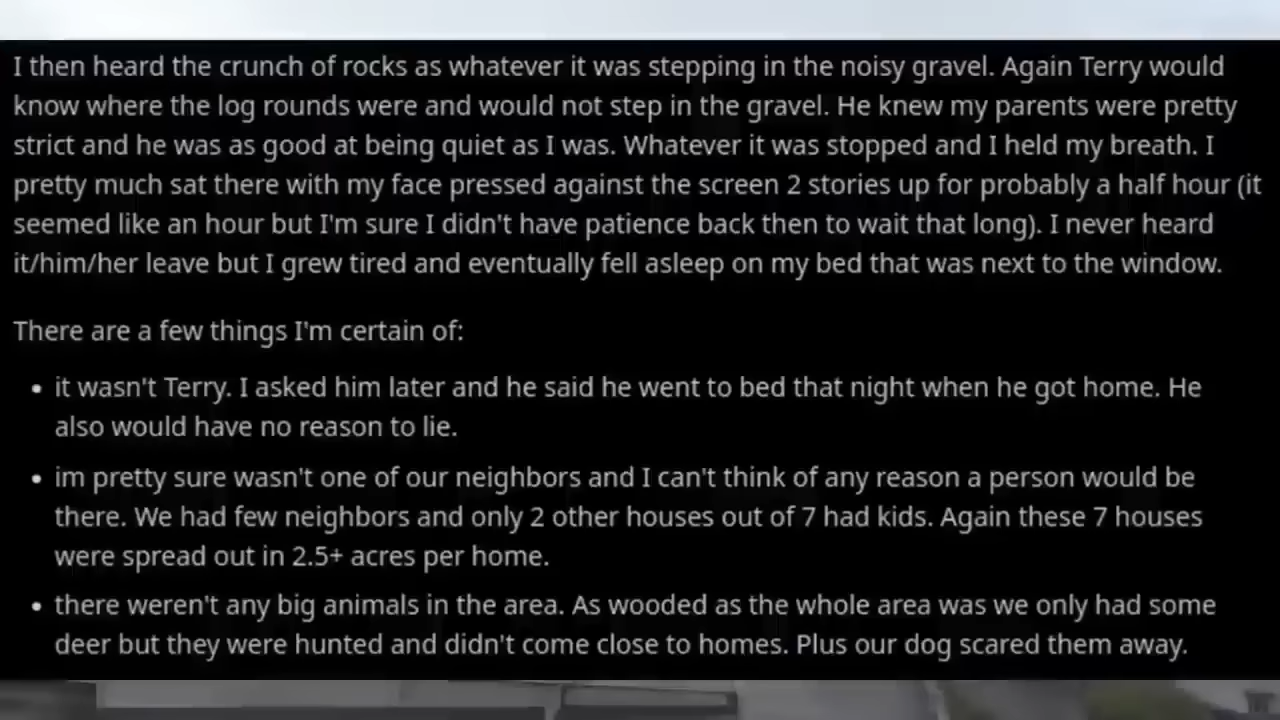 I then heard the crunch of rocks as whatever it was stepping in the noisy gravel. Again Terry would
know where the log rounds were and would not step in the gravel. He knew my parents were pretty
strict and he was as good at being quiet as I was. Whatever it was stopped and I held my breath. I
pretty much sat there with my face pressed against the screen 2 stories up for probably a half hour (it
seemed like an hour but I'm sure I didn't have patience back then to wait that long). I never heard
it/him/her leave but I grew tired and eventually fell asleep on my bed that was next to the window.
There are a few things I'm certain of:
• it wasn't Terry. I asked him later and he said he went to bed that night when he got home. He
also would have no reason to lie.
• im pretty sure wasn't one of our neighbors and I can't think of any reason a person would be
there. We had few neighbors and only 2 other houses out of 7 had kids. Again these 7 houses
were spread out in 2.5+ acres per home.
• there weren't any big animals in the area. As wooded as the whole area was we only had some
deer but they were hunted and didn't come close to homes. Plus our dog scared them away.